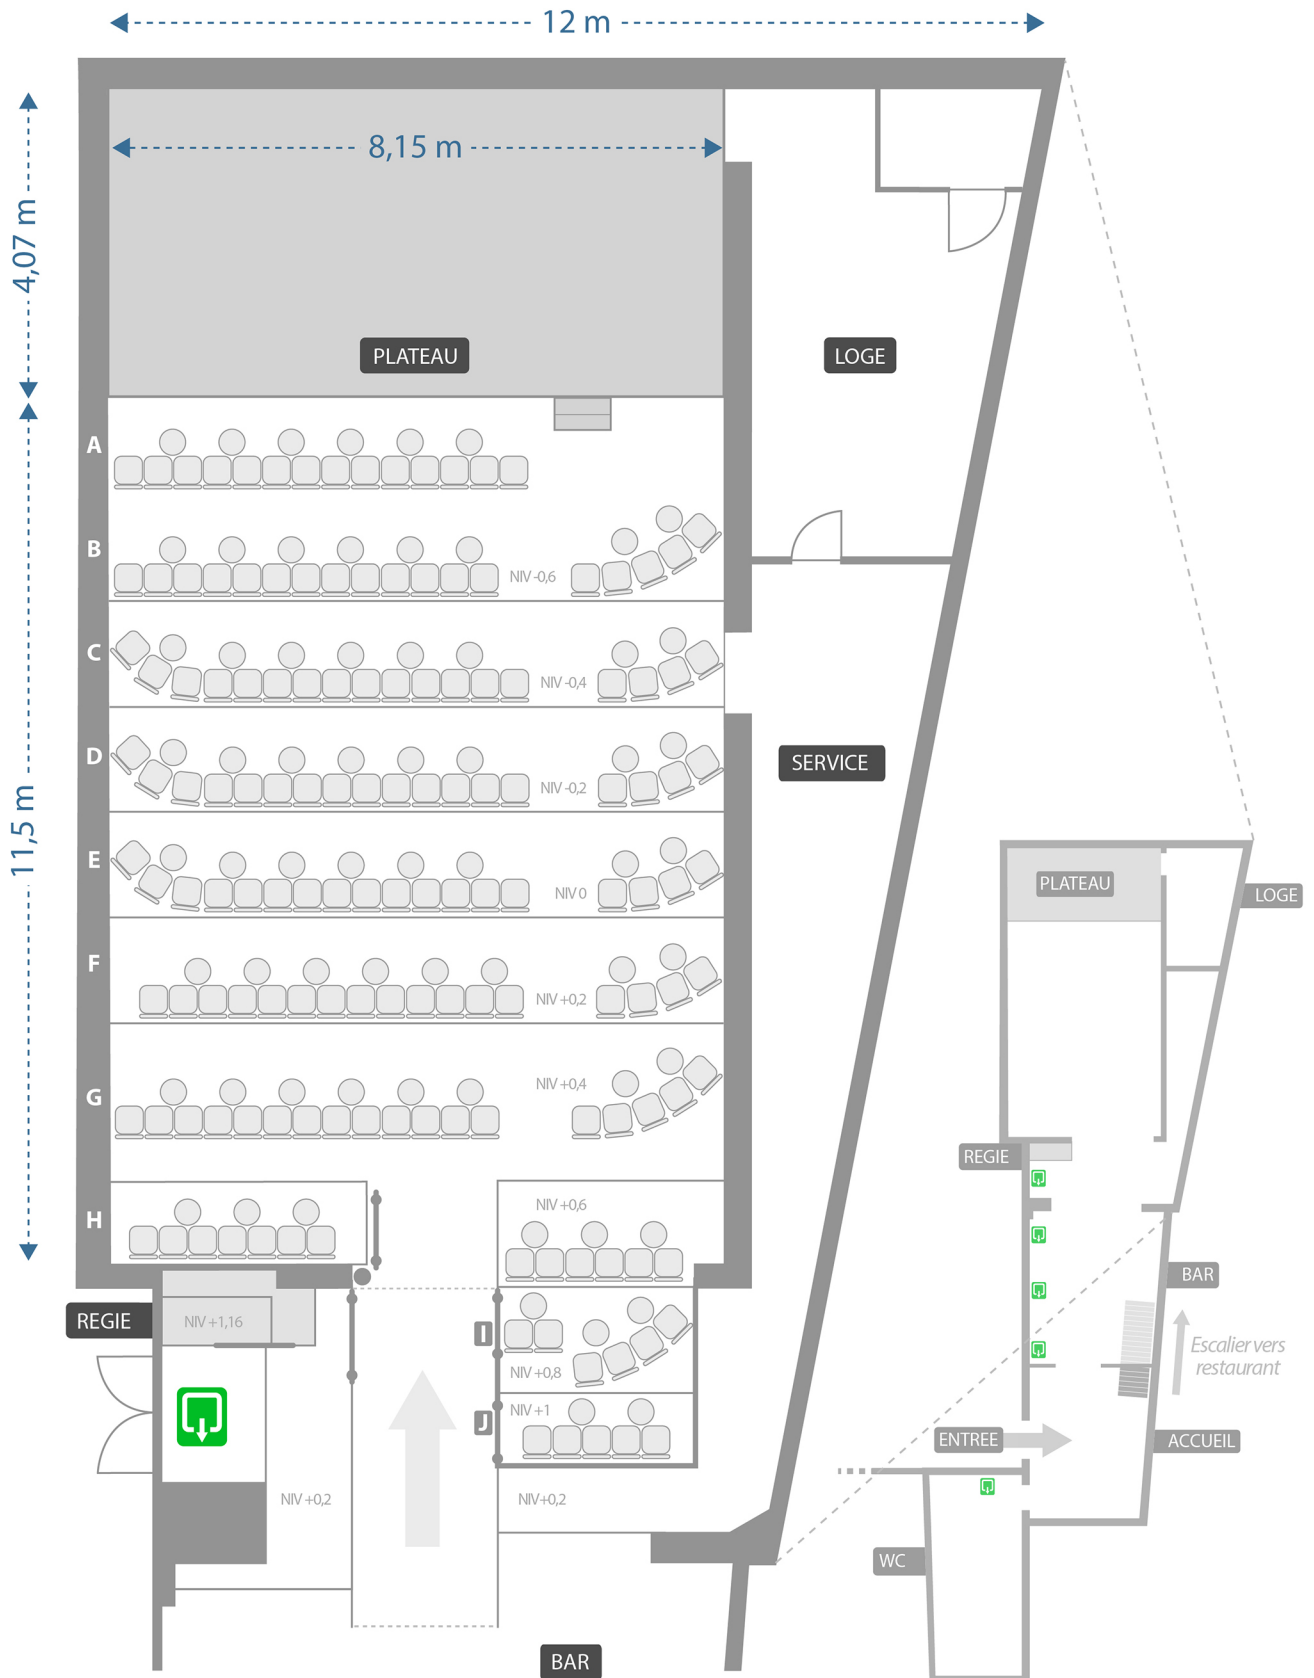 12 m
8,15 m
4,07 m
PLATEAU
LOGE
A
B
NIV -0,6
C
NIV -0,4
11,5 m
D
NIV -0,2
SERVICE
E
NIV 0
PLATEAU
LOGE
F
NIV +0,2
G
NIV +0,4
REGIE
H
NIV +0,6
BAR
REGIE
NIV +1,16
I
NIV +0,8
Escalier vers
restaurant
J
NIV +1
ENTREE
ACCUEIL
NIV +0,2
NIV+0,2
WC
BAR